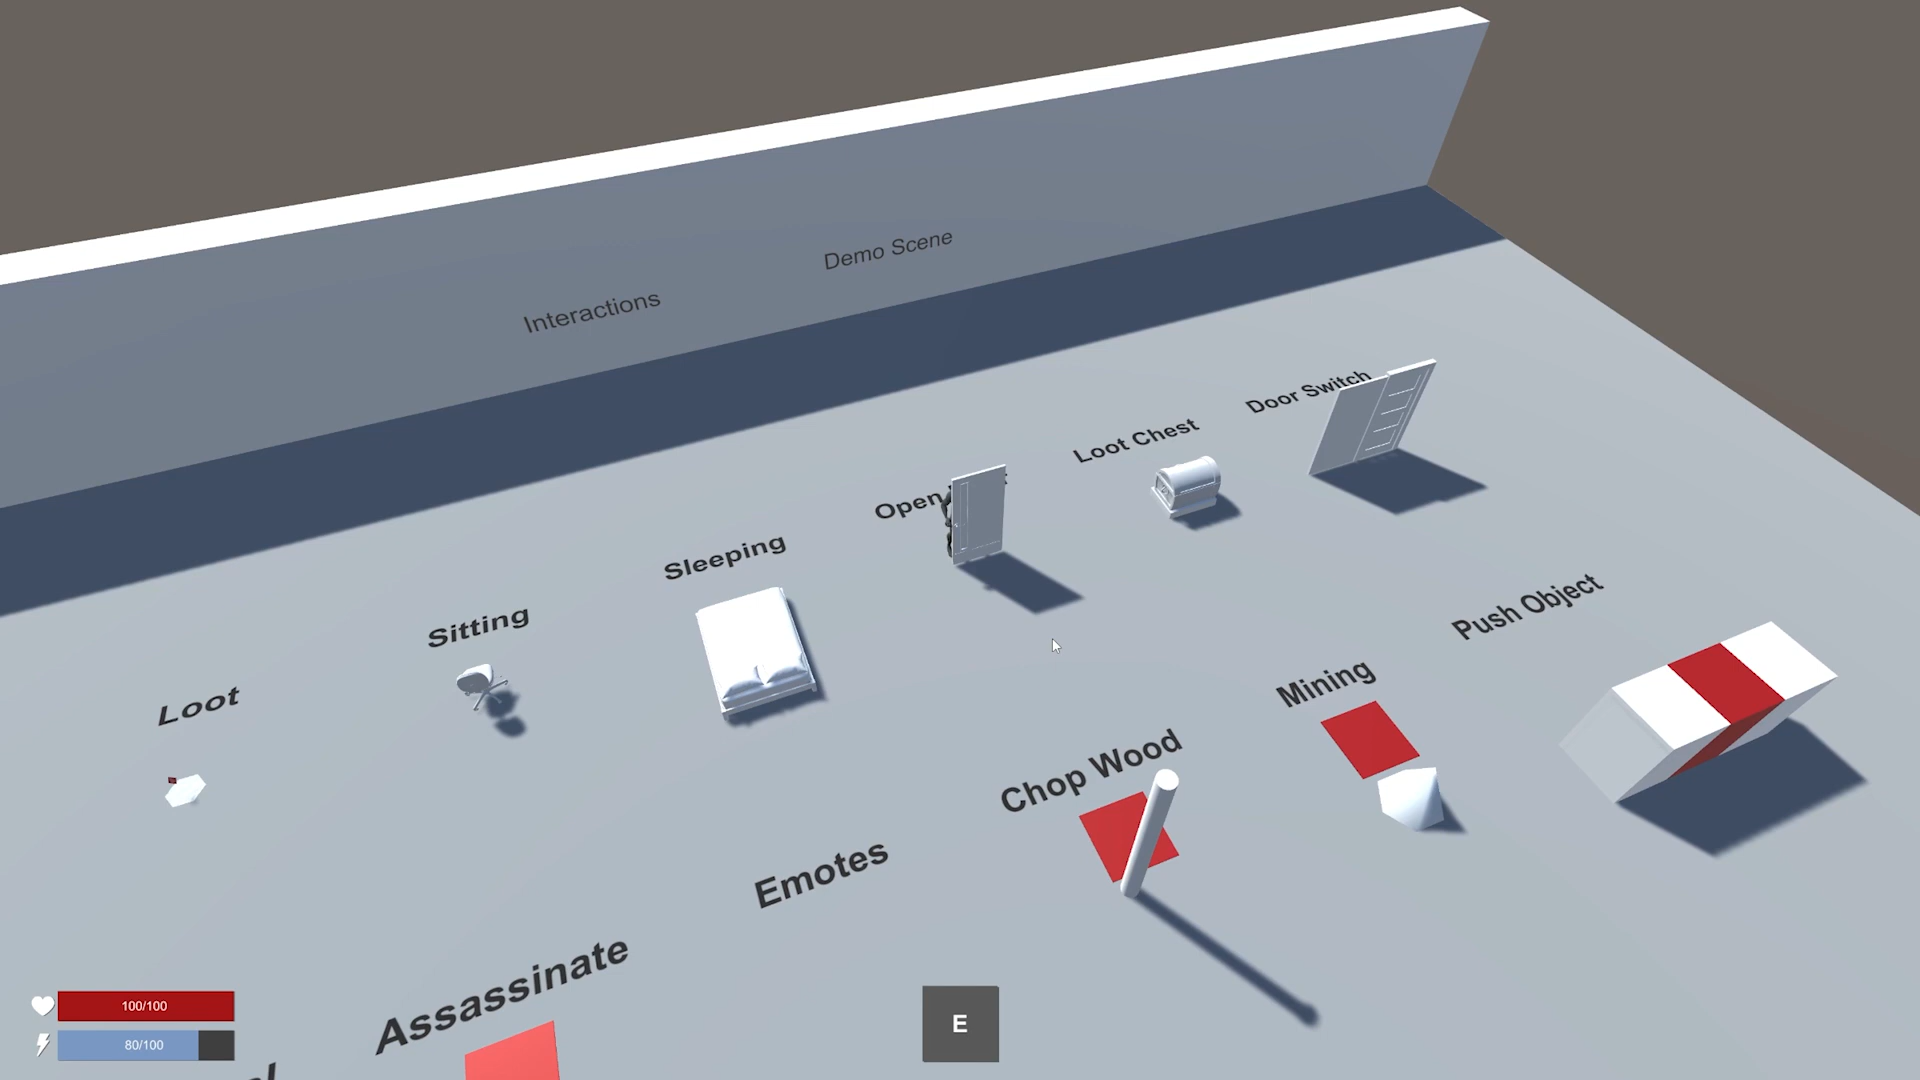 Demo Scene
Interactions
Door Switch
Loot Chest
Open
Sleeping
Sitting
Loot
Push Object
Mining
Chop Wood
Emotes
Assassinate
100/100
80/100
E